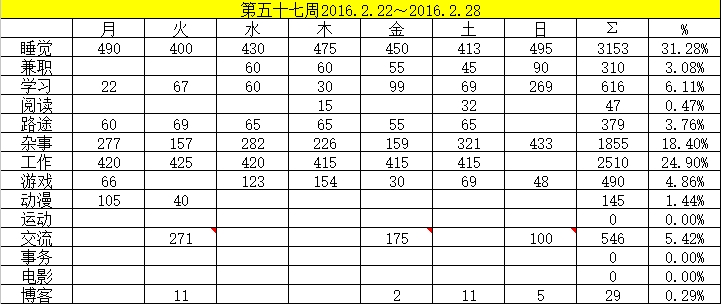 第五十七周2016.2.22～2016.2.28
月 火 水 木 金 土 日 Σ %
睡觉 490 400 430 475 450 413 495 3153 31.28%
兼职 60 60 55 45 90 310 3.08%
学习 22 67 60 30 99 69 269 616 6.11%
阅读 15 32 47 0.47%
路途 60 69 65 65 55 65 379 3.76%
杂事 277 157 282 226 159 321 433 1855 18.40%
工作 420 425 420 415 415 415 2510 24.90%
游戏 66 123 154 30 69 48 490 4.86%
动漫 105 40 145 1.44%
运动 0 0.00%
交流 271 175 100 546 5.42%
事务 0 0.00%
电影 0 0.00%
博客 11 2 11 5 29 0.29%